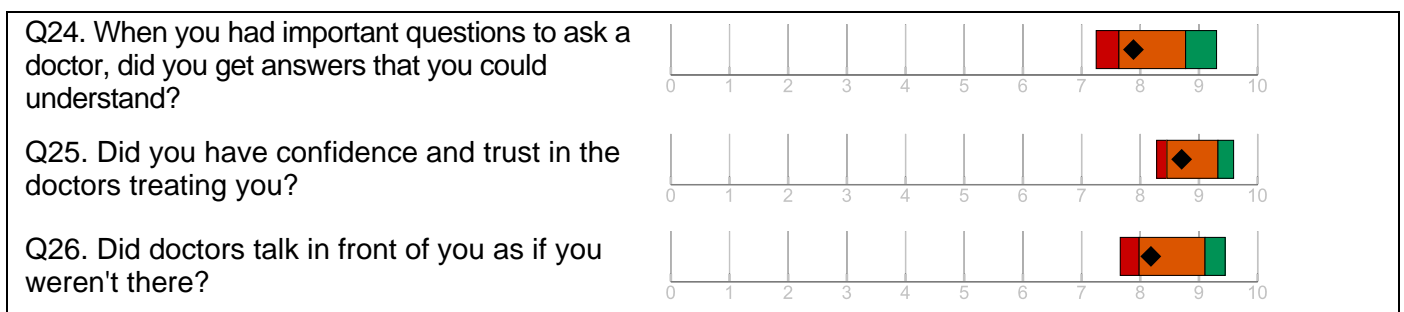 Q24. When you had important questions to ask a
doctor, did you get answers that you could
understand?
0 1 2 3 4 5 6 7 8 9 10
Q25. Did you have confidence and trust in the
doctors treating you?
0 1 2 3 4 5 6 7 8 9 10
Q26. Did doctors talk in front of you as if you
weren't there?
0 1 2 3 4 5 6 7 8 9 10